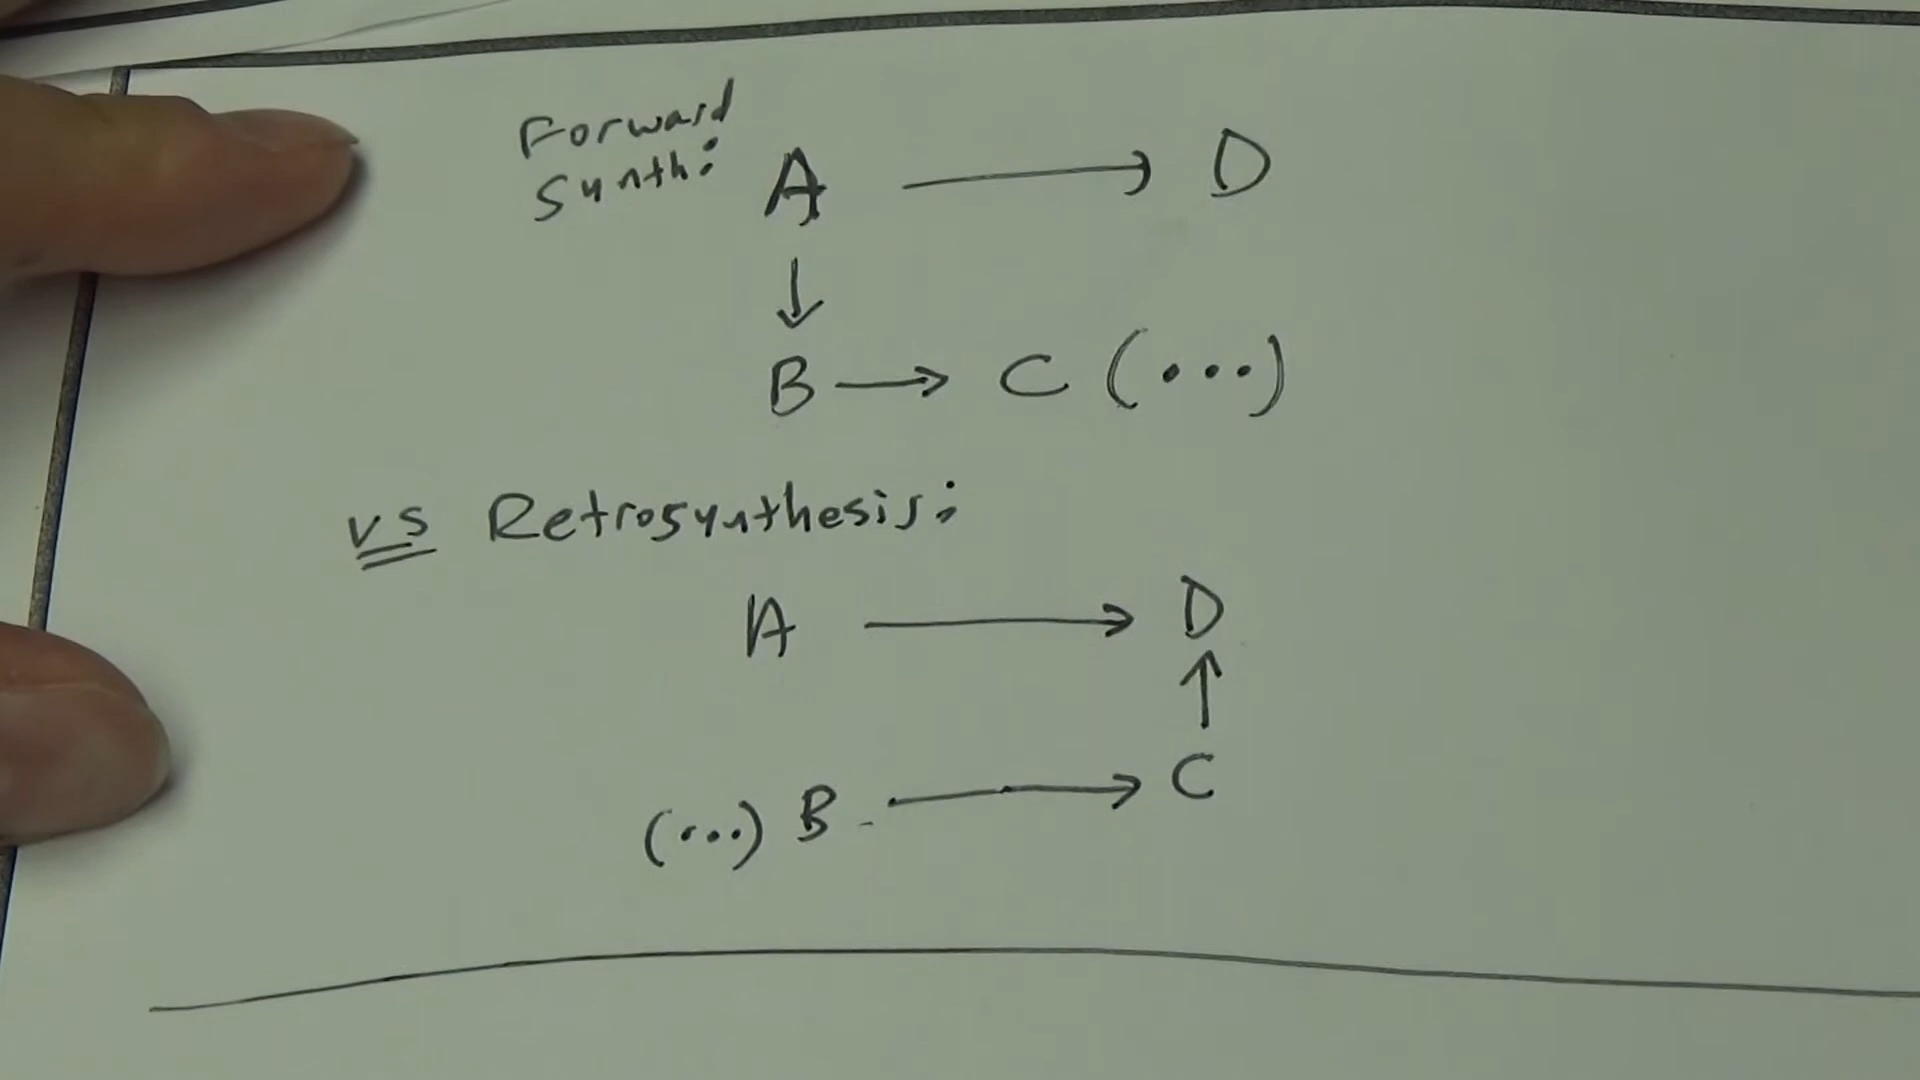 Forward
Synth:
A → D
↓
B → C (...)
vs Retrosynthesis:
A → D
↑
(...) B → C